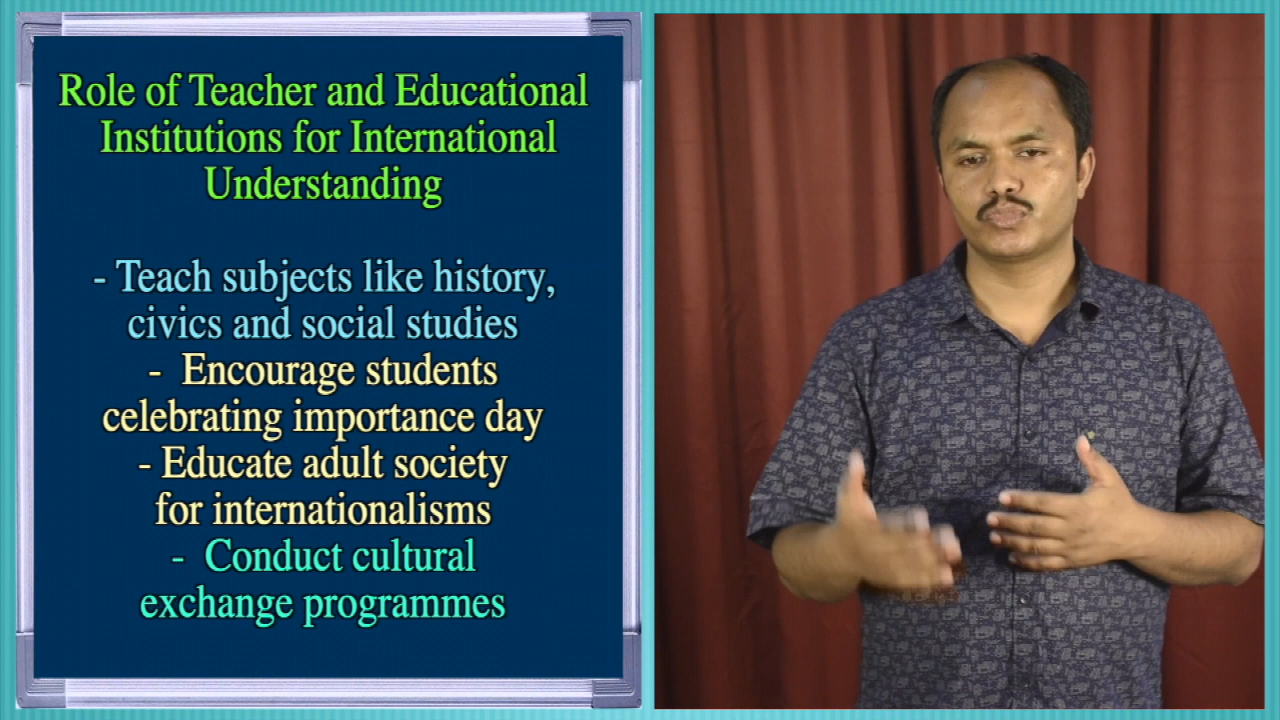 Role of Teacher and Educational
Institutions for International
Understanding
- Teach subjects like history,
civics and social studies
- Encourage students
celebrating importance day
- Educate adult society
for internationalisms
- Conduct cultural
exchange programmes